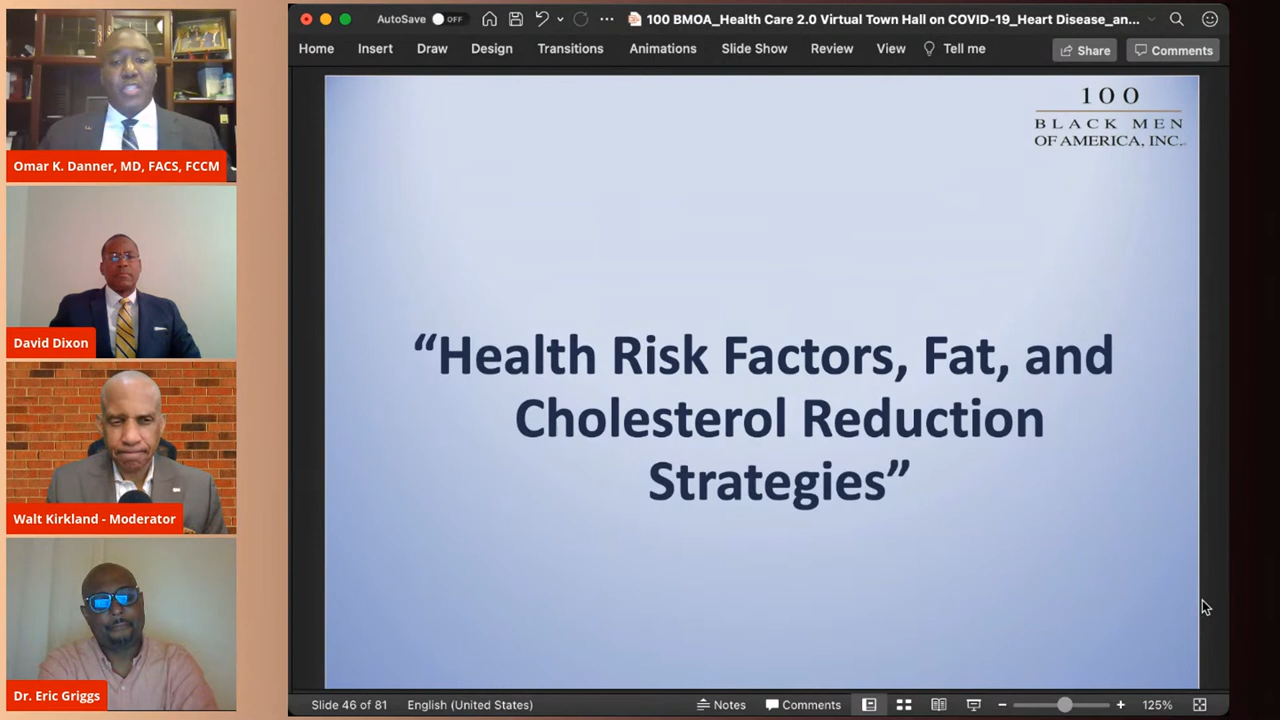 Omar K. Danner, MD, FACS, FCCM
David Dixon
Walt Kirkland - Moderator
Dr. Eric Griggs
AutoSave OFF
100 BMOA_Health Care 2.0 Virtual Town Hall on COVID-19_Heart Disease_an...
Home Insert Draw Design Transitions Animations Slide Show Review View Tell me Share Comments
100
BLACK MEN
OF AMERICA, INC.
“Health Risk Factors, Fat, and
Cholesterol Reduction
Strategies”
Slide 46 of 81 English (United States) Notes Comments 125%